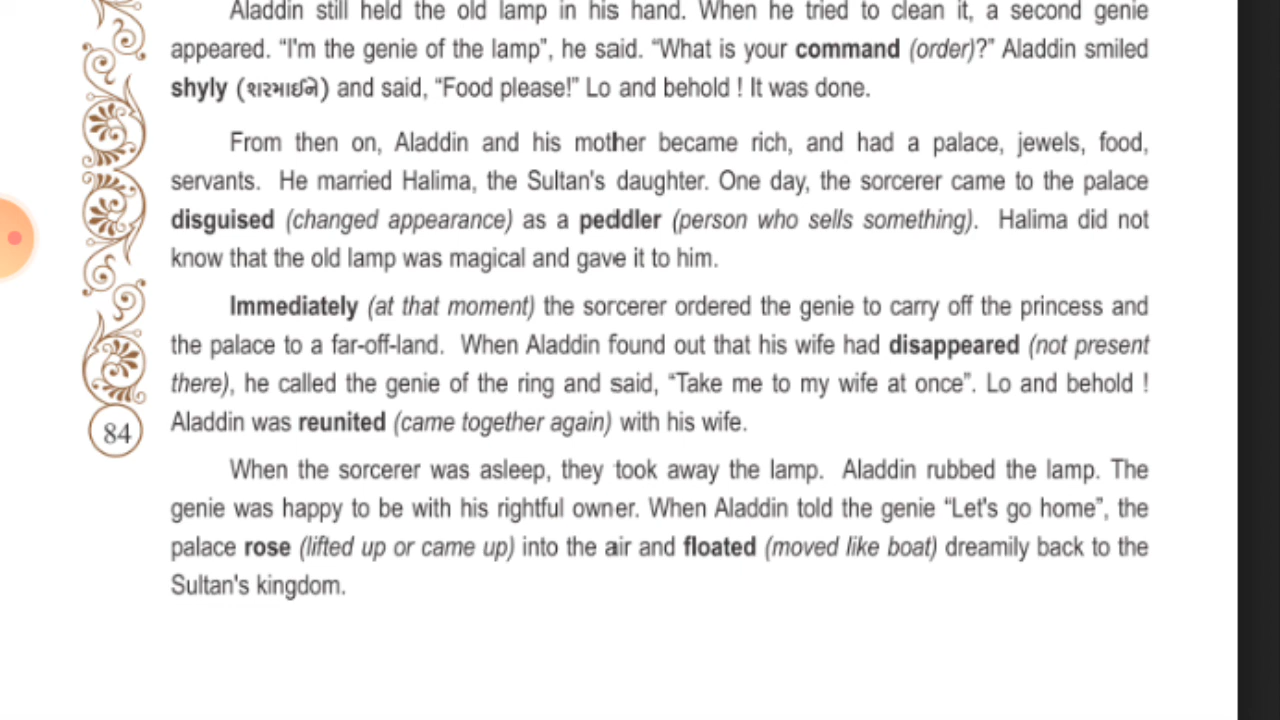 Aladdin still held the old lamp in his hand. When he tried to clean it, a second genie
appeared. “I'm the genie of the lamp”, he said. “What is your command (order)?” Aladdin smiled
shyly (શરમાઈને) and said, “Food please!” Lo and behold ! It was done.
From then on, Aladdin and his mother became rich, and had a palace, jewels, food,
servants. He married Halima, the Sultan's daughter. One day, the sorcerer came to the palace
disguised (changed appearance) as a peddler (person who sells something). Halima did not
know that the old lamp was magical and gave it to him.
Immediately (at that moment) the sorcerer ordered the genie to carry off the princess and
the palace to a far-off-land. When Aladdin found out that his wife had disappeared (not present
there), he called the genie of the ring and said, “Take me to my wife at once”. Lo and behold !
Aladdin was reunited (came together again) with his wife.
84
When the sorcerer was asleep, they took away the lamp. Aladdin rubbed the lamp. The
genie was happy to be with his rightful owner. When Aladdin told the genie “Let's go home”, the
palace rose (lifted up or came up) into the air and floated (moved like boat) dreamily back to the
Sultan's kingdom.